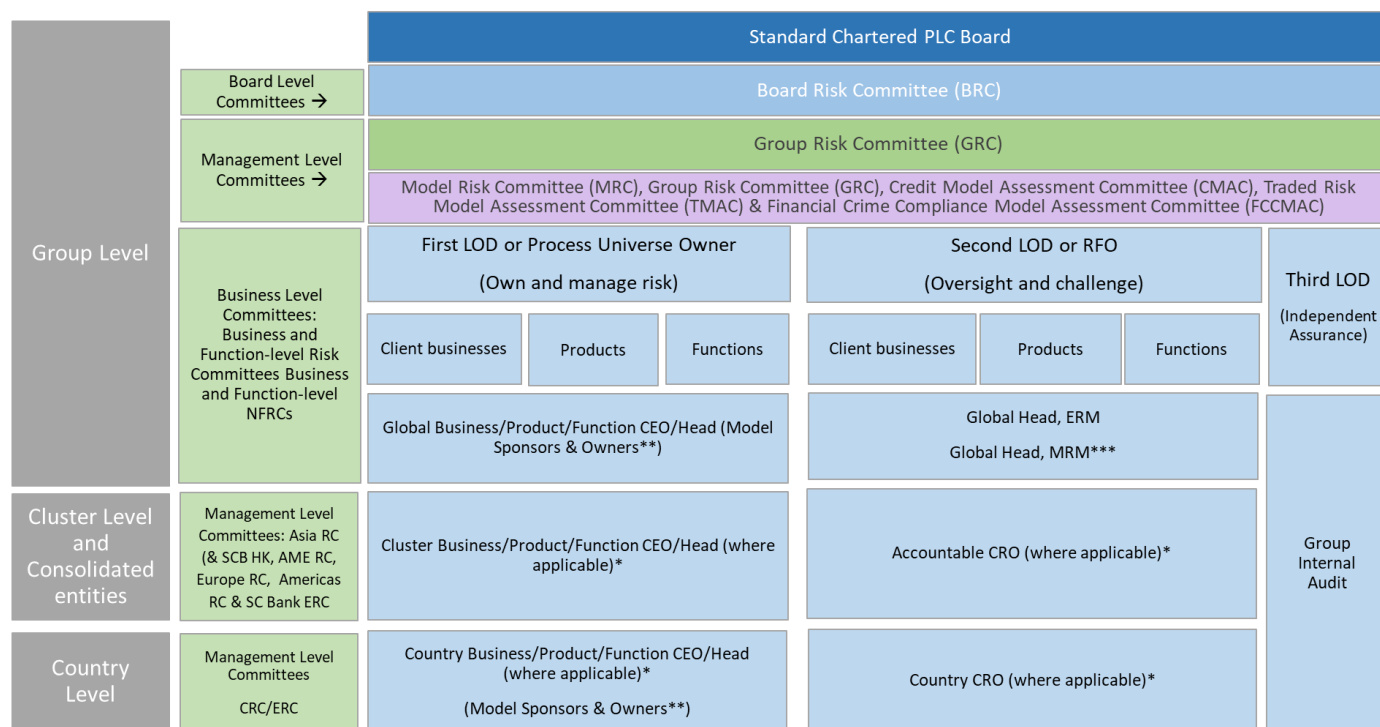 Standard Chartered PLC Board
Board Level
Committees →
Board Risk Committee (BRC)
Group Level
Management Level
Committees →
Group Risk Committee (GRC)
Model Risk Committee (MRC), Group Risk Committee (GRC), Credit Model Assessment Committee (CMAC), Traded Risk
Model Assessment Committee (TMAC) & Financial Crime Compliance Model Assessment Committee (FCCMAC)
Business Level
Committees:
Business and
Function-level Risk
Committees Business
and Function-level
NFRCs
First LOD or Process Universe Owner
(Own and manage risk)
Second LOD or RFO
(Oversight and challenge)
Third LOD
(Independent
Assurance)
Client businesses
Products
Functions
Client businesses
Products
Functions
Global Business/Product/Function CEO/Head (Model
Sponsors & Owners**)
Global Head, ERM
Global Head, MRM***
Cluster Level
and
Consolidated
entities
Management Level
Committees: Asia RC
(& SCB HK, AME RC,
Europe RC, Americas
RC & SC Bank ERC
Cluster Business/Product/Function CEO/Head (where
applicable)*
Accountable CRO (where applicable)*
Group
Internal
Audit
Country
Level
Management Level
Committees
CRC/ERC
Country Business/Product/Function CEO/Head
(where applicable)*
(Model Sponsors & Owners**)
Country CRO (where applicable)*